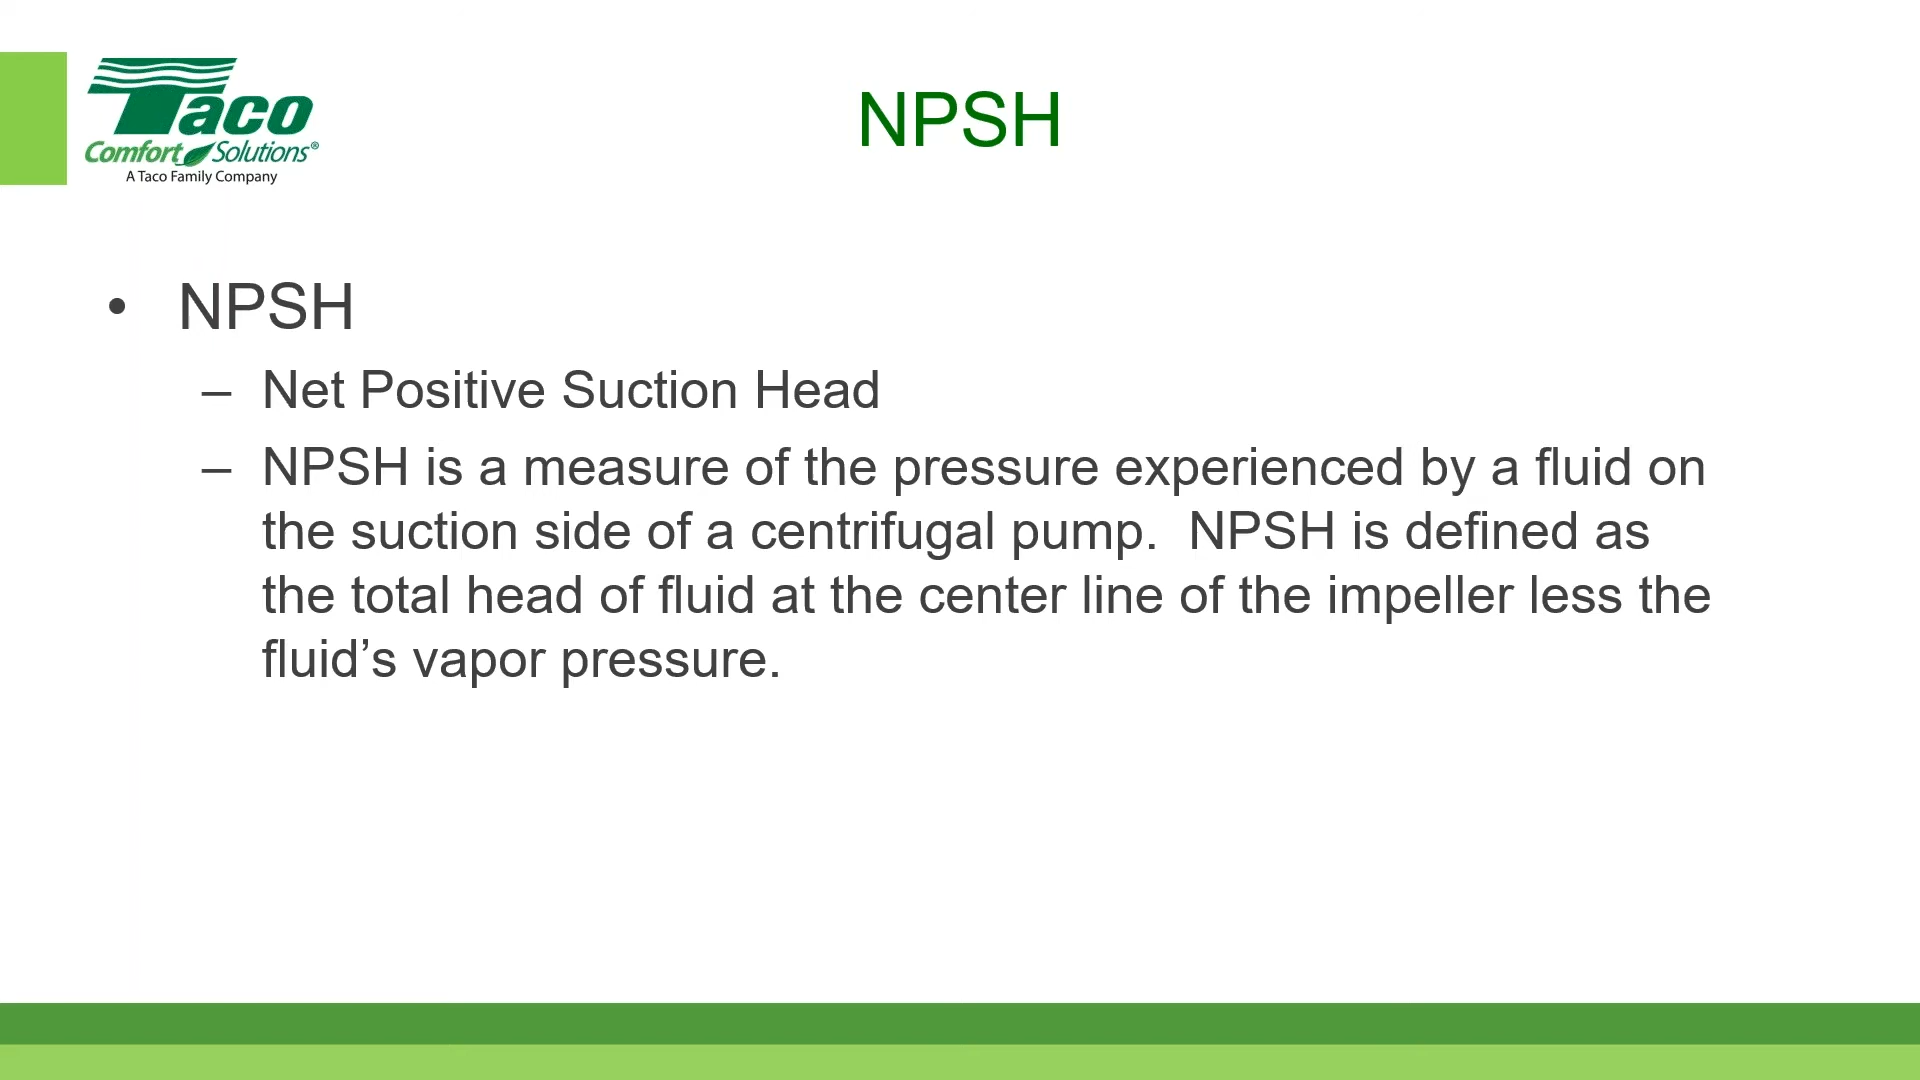 Taco
Comfort Solutions®
A Taco Family Company
NPSH
• NPSH
– Net Positive Suction Head
– NPSH is a measure of the pressure experienced by a fluid on
the suction side of a centrifugal pump.  NPSH is defined as
the total head of fluid at the center line of the impeller less the
fluid’s vapor pressure.